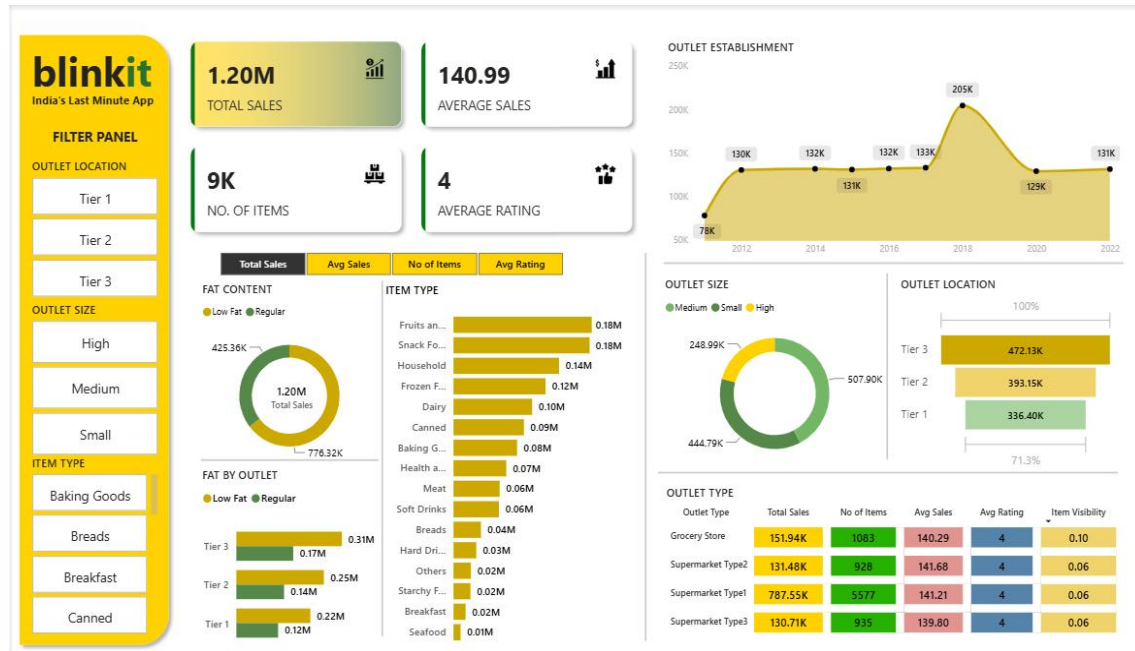 blinkit
India's Last Minute App
FILTER PANEL
OUTLET LOCATION
Tier 1
Tier 2
Tier 3
OUTLET SIZE
High
Medium
Small
ITEM TYPE
Baking Goods
Breads
Breakfast
Canned
1.20M
TOTAL SALES
140.99
AVERAGE SALES
9K
NO. OF ITEMS
4
AVERAGE RATING
Total Sales Avg Sales No of Items Avg Rating
FAT CONTENT
Low Fat Regular
425.36K
1.20M
Total Sales
776.32K
FAT BY OUTLET
Low Fat Regular
Tier 3 0.31M
0.17M
Tier 2 0.25M
0.14M
Tier 1 0.22M
0.12M
ITEM TYPE
Fruits an... 0.18M
Snack Fo... 0.18M
Household 0.14M
Frozen F... 0.12M
Dairy 0.10M
Canned 0.09M
Baking G... 0.08M
Health a... 0.07M
Meat 0.06M
Soft Drinks 0.06M
Breads 0.04M
Hard Dri... 0.03M
Others 0.02M
Starchy F... 0.02M
Breakfast 0.02M
Seafood 0.01M
OUTLET ESTABLISHMENT
250K
200K
150K
100K
50K
78K
130K
132K
131K
132K
133K
205K
129K
131K
2012 2014 2016 2018 2020 2022
OUTLET SIZE
Medium Small High
248.99K
507.90K
444.79K
OUTLET LOCATION
100%
Tier 3 472.13K
Tier 2 393.15K
Tier 1 336.40K
71.3%
OUTLET TYPE
Outlet Type Total Sales No of Items Avg Sales Avg Rating Item Visibility
Grocery Store 151.94K 1083 140.29 4 0.10
Supermarket Type2 131.48K 928 141.68 4 0.06
Supermarket Type1 787.55K 5577 141.21 4 0.06
Supermarket Type3 130.71K 935 139.80 4 0.06